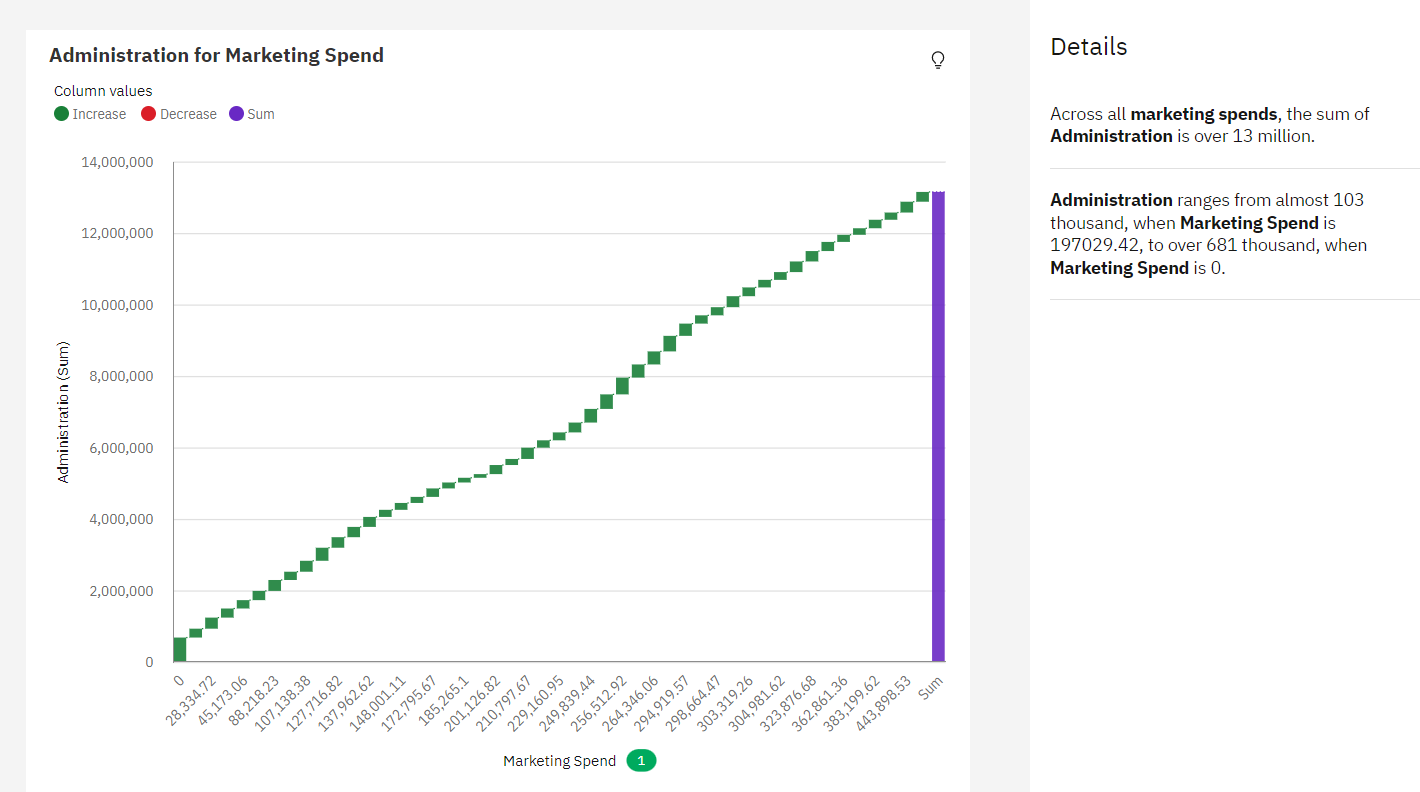 Administration for Marketing Spend
Column values
Increase Decrease Sum
14,000,000
12,000,000
10,000,000
8,000,000
6,000,000
4,000,000
2,000,000
0
Administration (Sum)
0
28,334.72
45,173.06
88,218.23
107,138.38
127,716.82
137,962.62
148,001.11
172,795.67
185,265.1
201,126.82
210,797.67
229,160.95
249,839.44
256,512.92
264,346.06
294,919.57
298,664.47
303,319.26
304,981.62
323,876.68
362,861.36
383,199.62
443,898.53
Sum
Marketing Spend 1
Details
Across all marketing spends, the sum of
Administration is over 13 million.
Administration ranges from almost 103
thousand, when Marketing Spend is
197029.42, to over 681 thousand, when
Marketing Spend is 0.